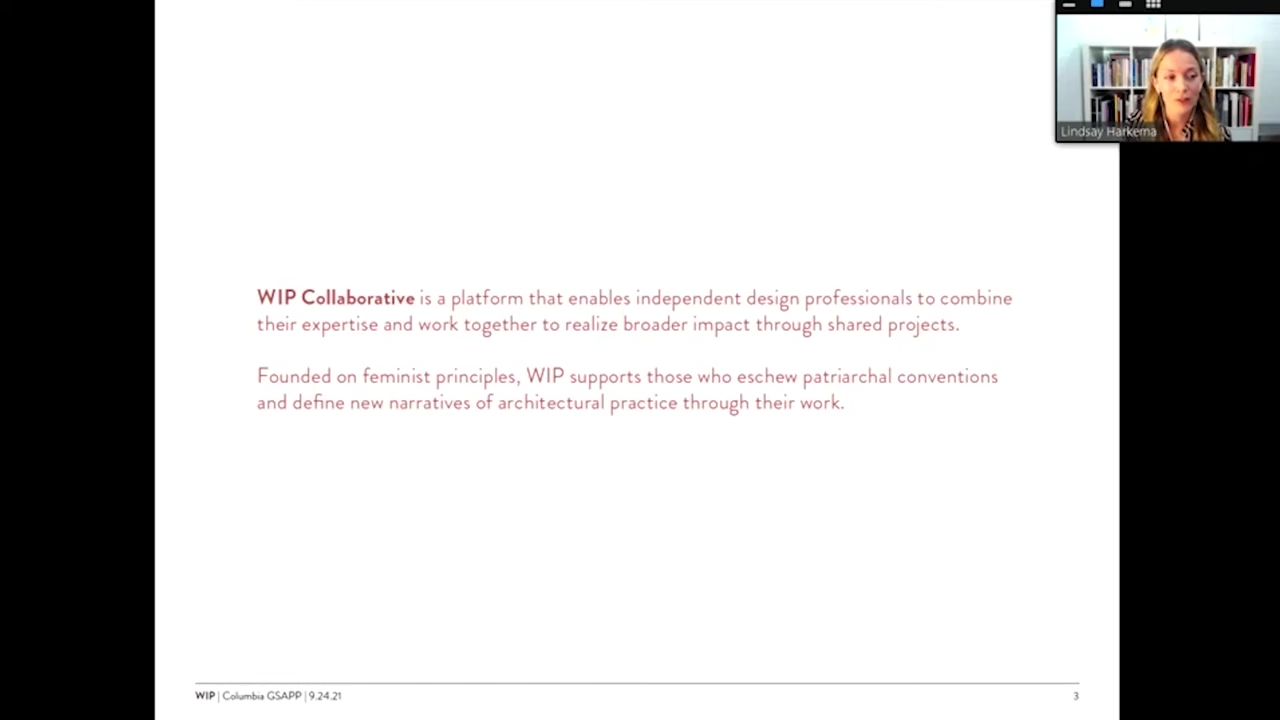 Lindsay Harkema
WIP Collaborative is a platform that enables independent design professionals to combine
their expertise and work together to realize broader impact through shared projects.
Founded on feminist principles, WIP supports those who eschew patriarchal conventions
and define new narratives of architectural practice through their work.
WIP | Columbia GSAPP | 9.24.21
3